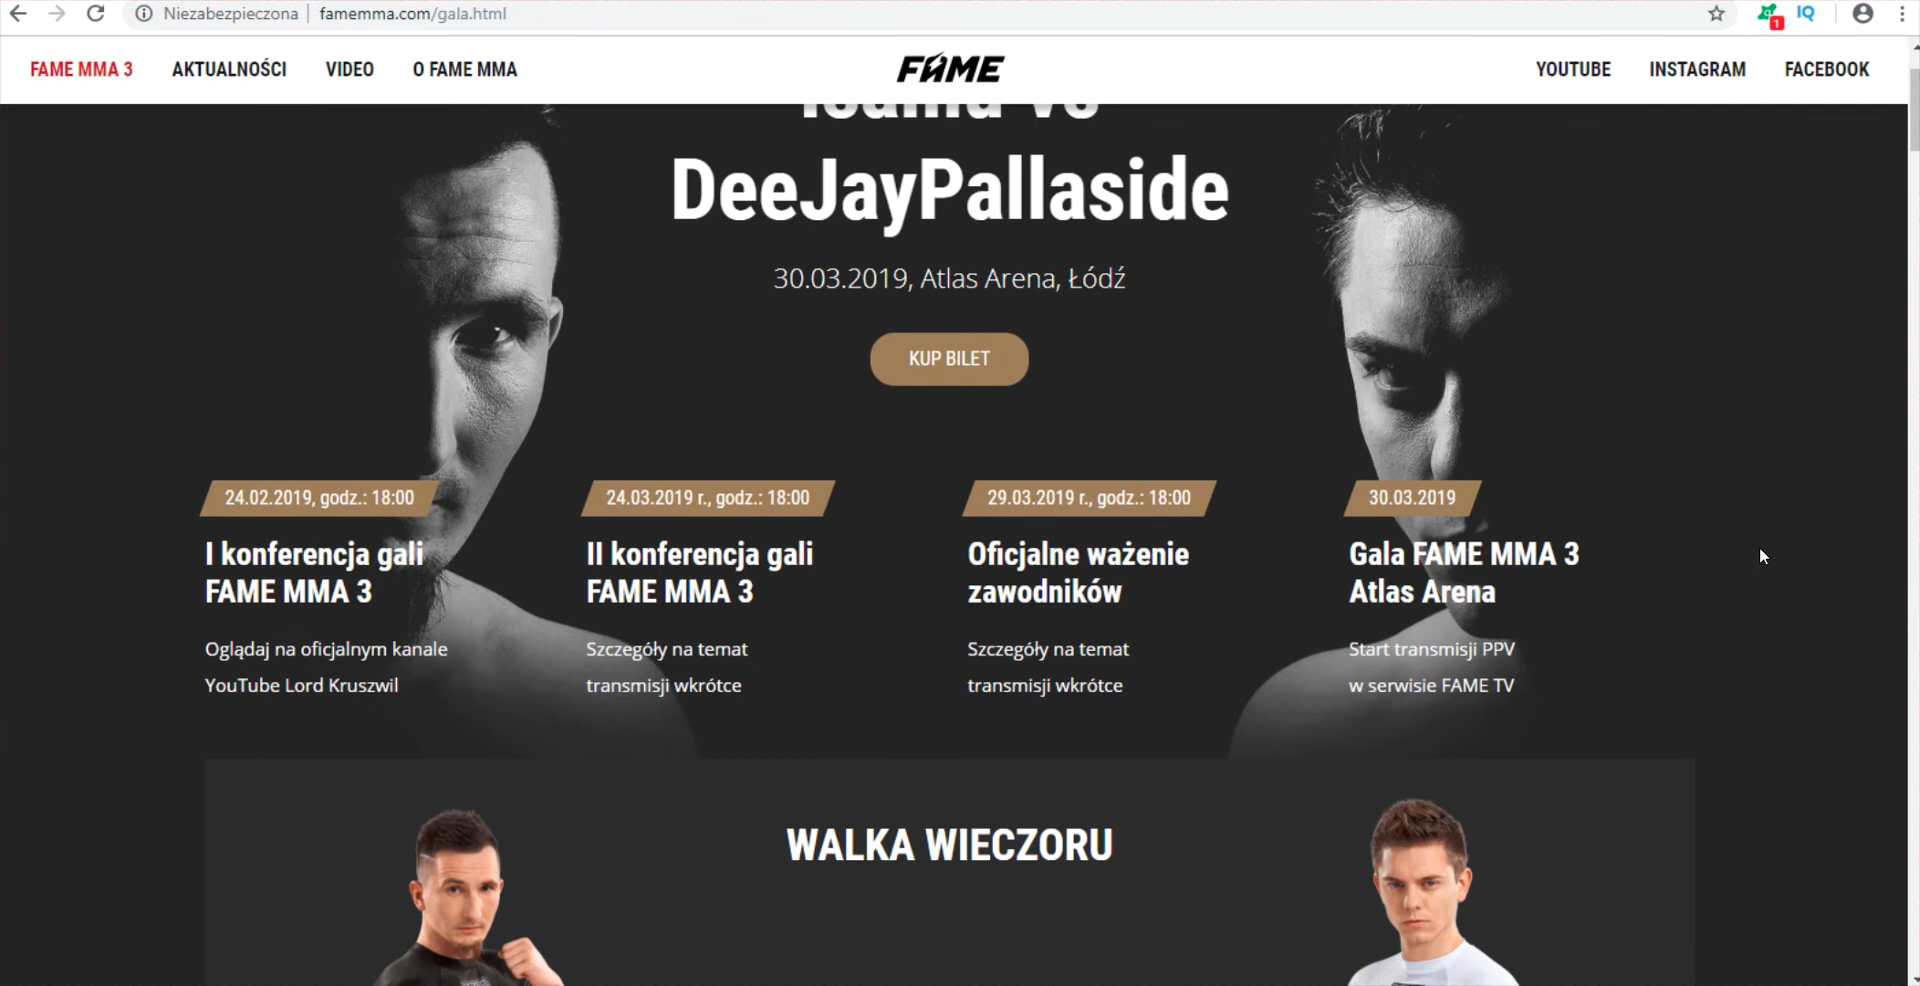 Niezabezpieczona | famemma.com/gala.html
1 IQ
FAME MMA 3 AKTUALNOŚCI VIDEO O FAME MMA FAME YOUTUBE INSTAGRAM FACEBOOK
vs
DeeJayPallaside
30.03.2019, Atlas Arena, Łódź
KUP BILET
24.02.2019, godz.: 18:00
I konferencja gali
FAME MMA 3
Oglądaj na oficjalnym kanale
YouTube Lord Kruszwil
24.03.2019 r., godz.: 18:00
II konferencja gali
FAME MMA 3
Szczegóły na temat
transmisji wkrótce
29.03.2019 r., godz.: 18:00
Oficjalne ważenie
zawodników
Szczegóły na temat
transmisji wkrótce
30.03.2019
Gala FAME MMA 3
Atlas Arena
Start transmisji PPV
w serwisie FAME TV
WALKA WIECZORU